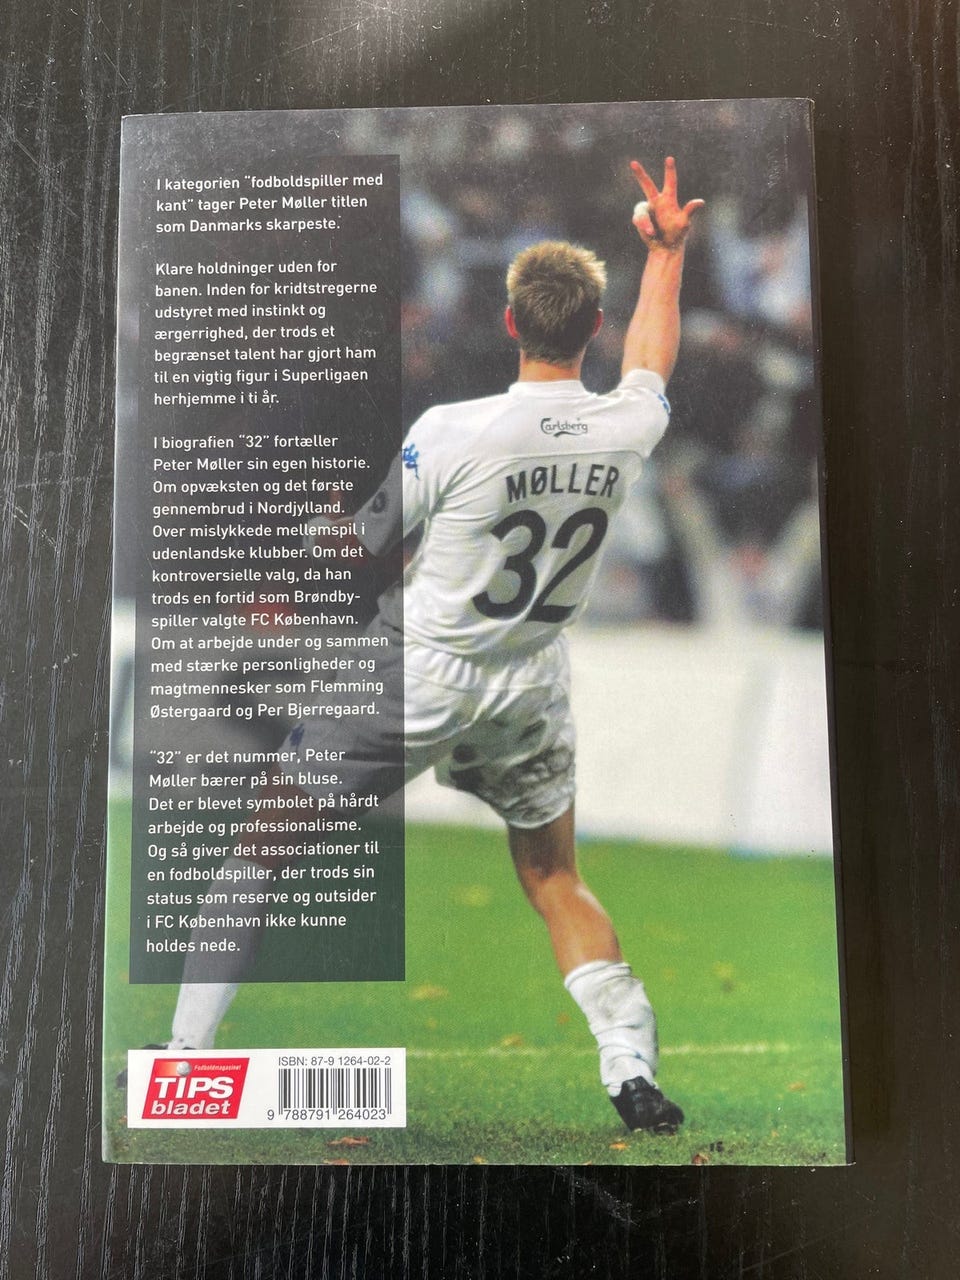 I kategorien “fodboldspiller med
kant” tager Peter Møller titlen
som Danmarks skarpeste.
Klare holdninger uden for
banen. Inden for kridtstregerne
udstyret med instinkt og
ærgerrighed, der trods et
begrænset talent har gjort ham
til en vigtig figur i Superligaen
herhjemme i ti år.
I biografien “32” fortæller
Peter Møller sin egen historie.
Om opvæksten og det første
gennembrud i Nordjylland.
Over mislykkede mellemspil i
udenlandske klubber. Om det
kontroversielle valg, da han
trods en fortid som Brøndby-
spiller valgte FC København.
Om at arbejde under og sammen
med stærke personligheder og
magtmennesker som Flemming
Østergaard og Per Bjerregaard.
“32” er det nummer, Peter
Møller bærer på sin bluse.
Det er blevet symbolet på hårdt
arbejde og professionalisme.
Og så giver det associationer til
en fodboldspiller, der trods sin
status som reserve og outsider
i FC København ikke kunne
holdes nede.
Carlsberg
MØLLER
32
Fodboldmagasinet
TIPS
bladet
ISBN: 87-9 1264-02-2
9 788791 264023